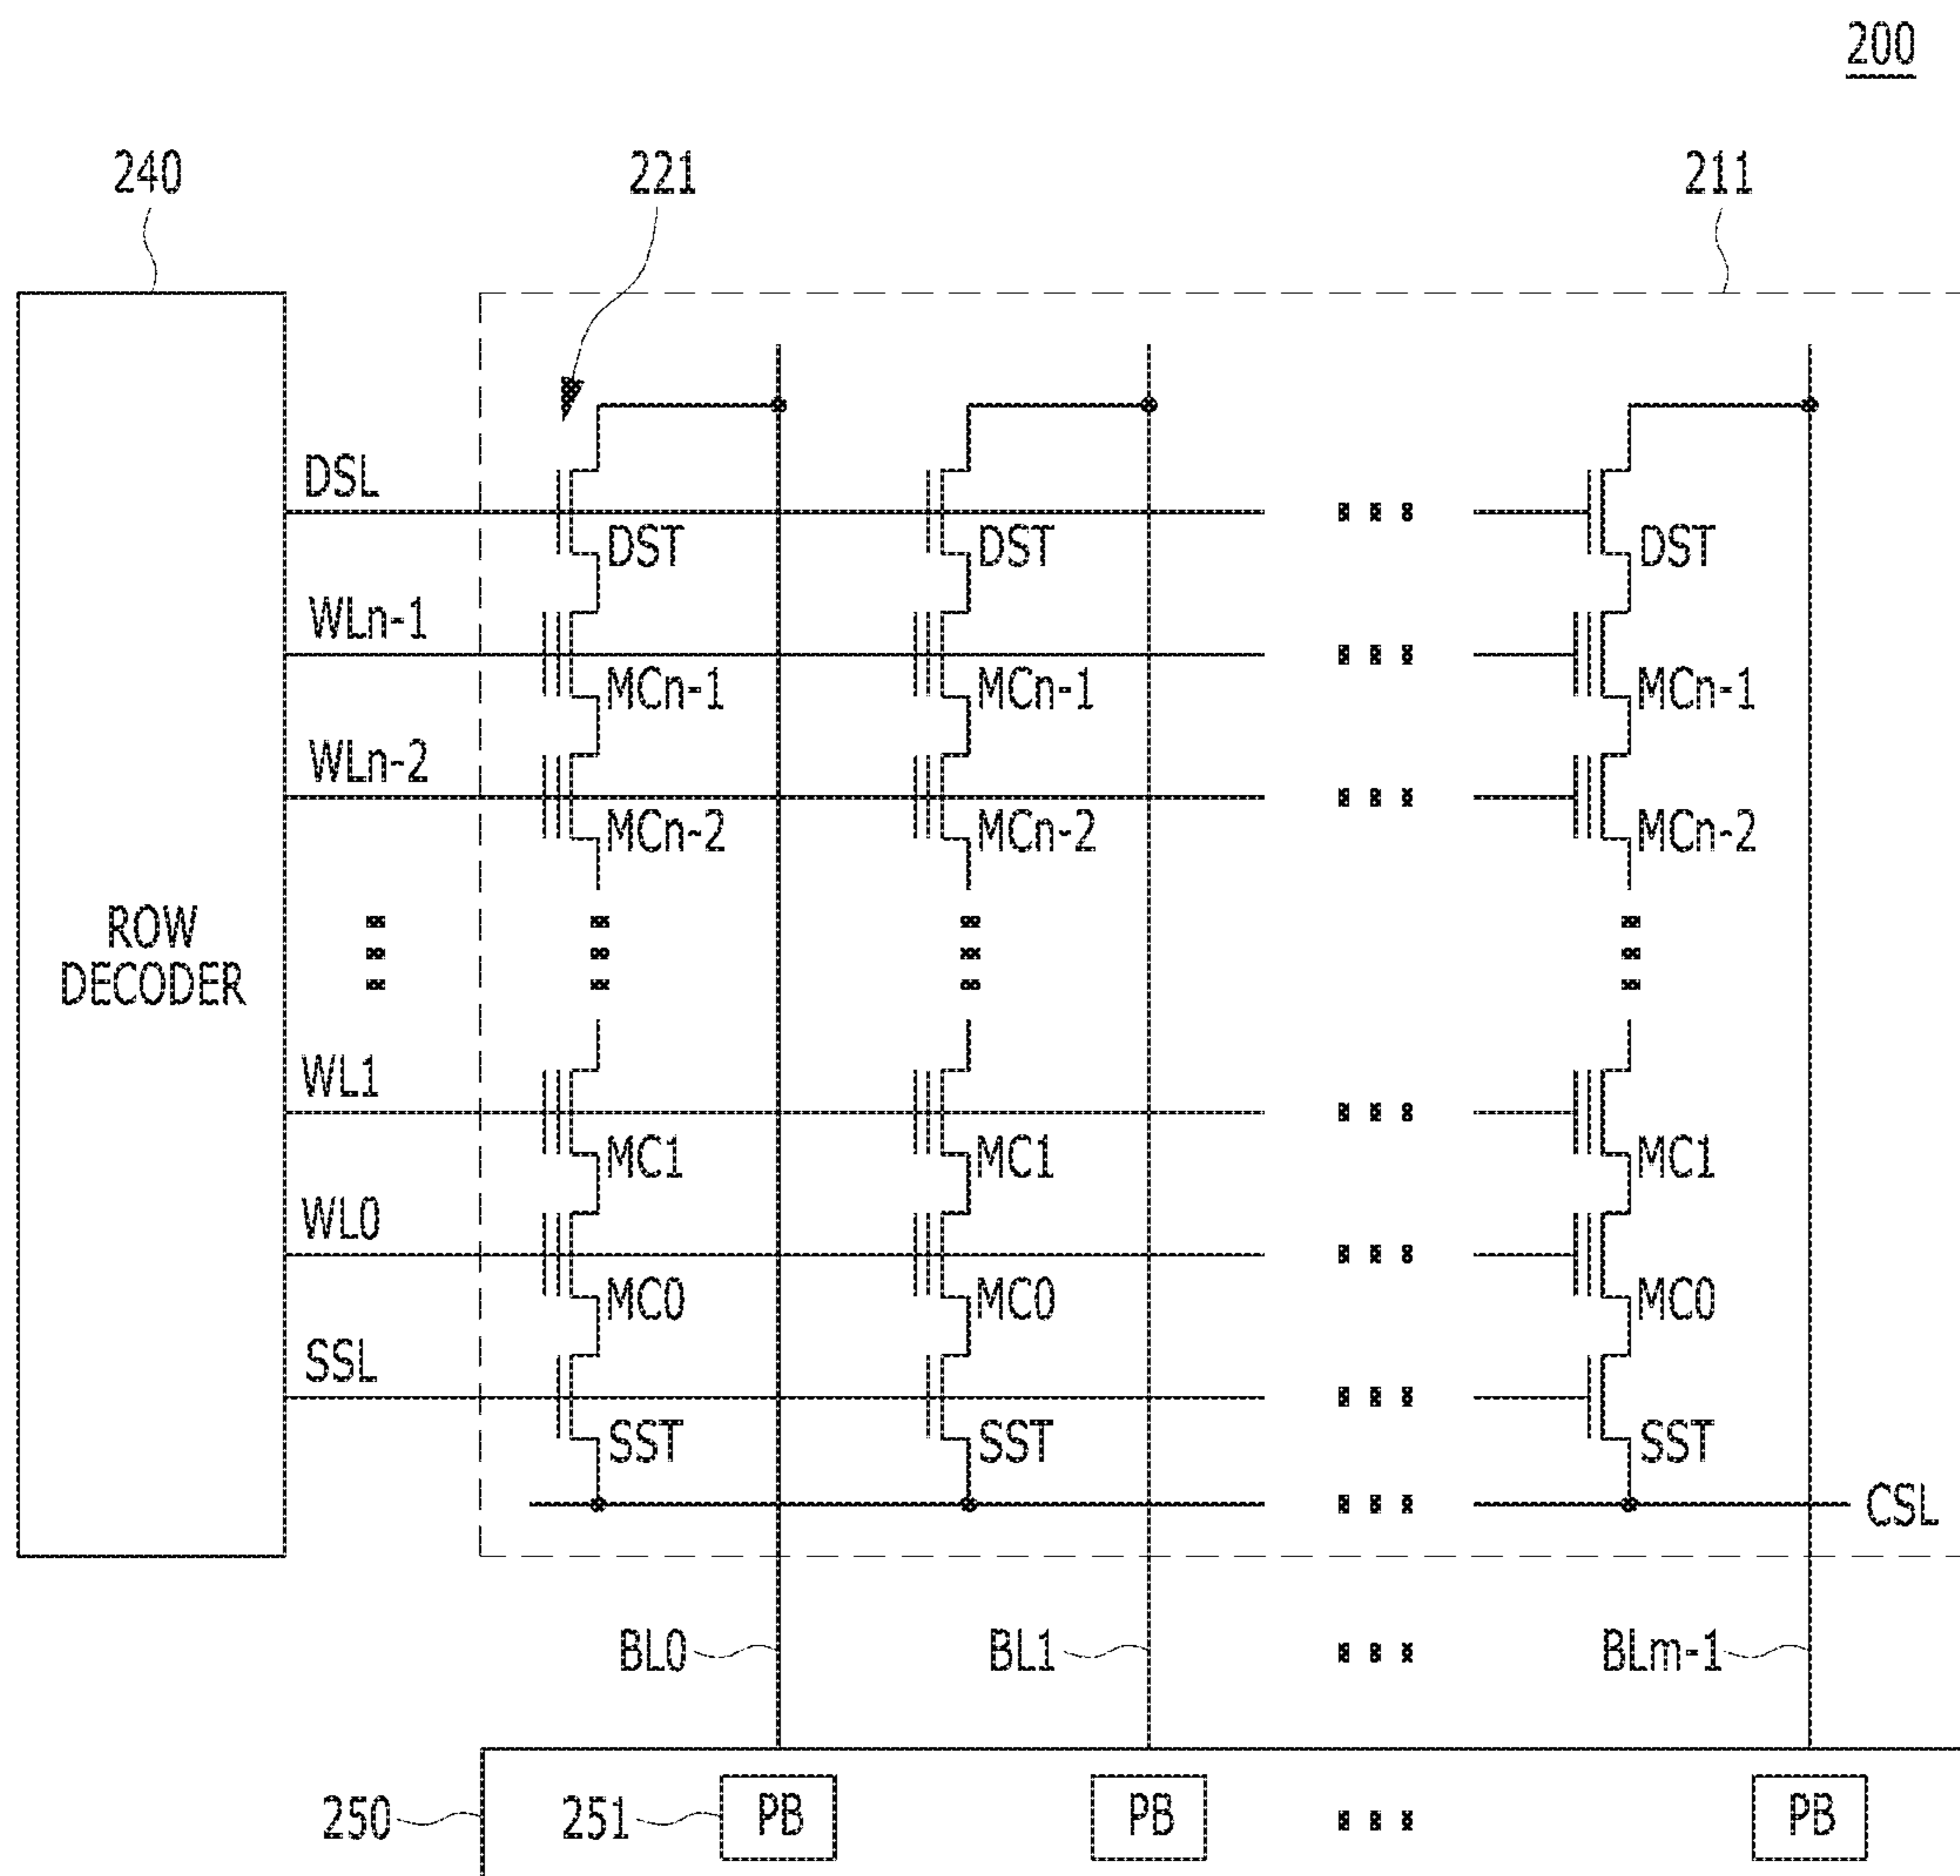 200
240 221 211
DSL
DST DST DST
WLn-1
MCn-1 MCn-1 MCn-1
WLn-2
MCn-2 MCn-2 MCn-2
ROW
DECODER
WL1
MC1 MC1 MC1
WL0
MC0 MC0 MC0
SSL
SST SST SST
CSL
BL0 BL1 BLm-1
250 251 PB PB PB